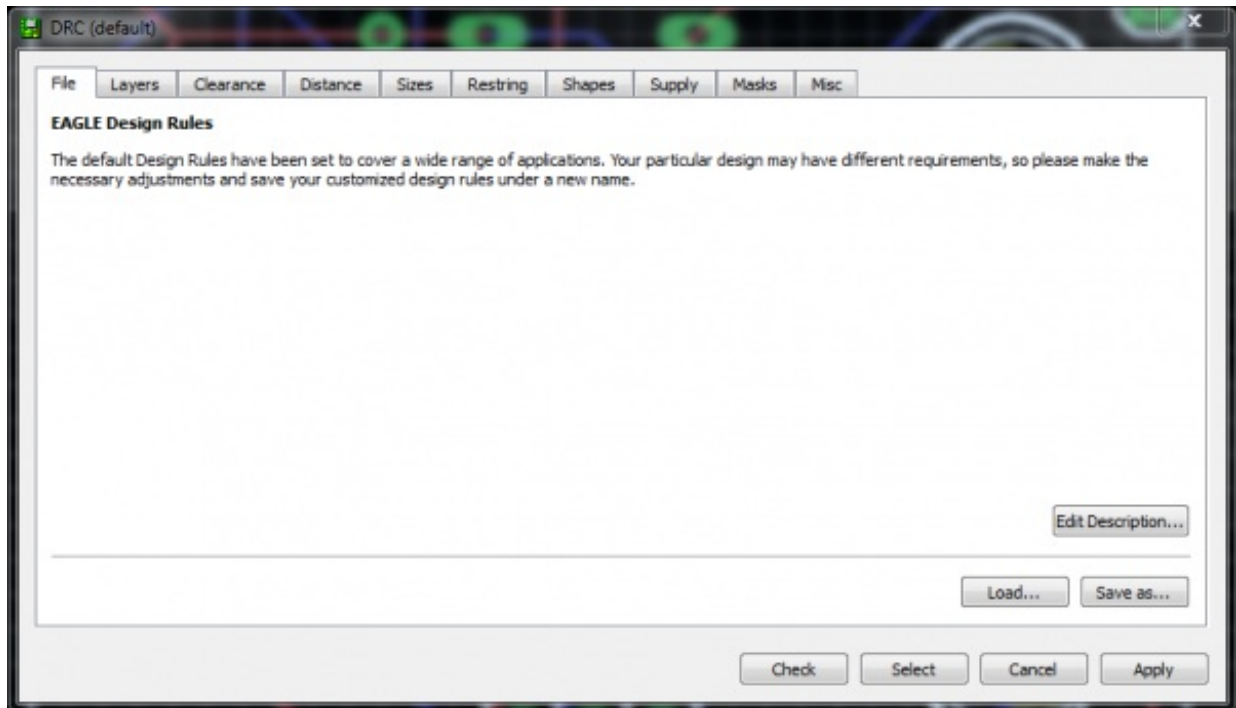 DRC (default)
File Layers Clearance Distance Sizes Restring Shapes Supply Masks Misc
EAGLE Design Rules
The default Design Rules have been set to cover a wide range of applications. Your particular design may have different requirements, so please make the
necessary adjustments and save your customized design rules under a new name.
Edit Description...
Load... Save as...
Check Select Cancel Apply